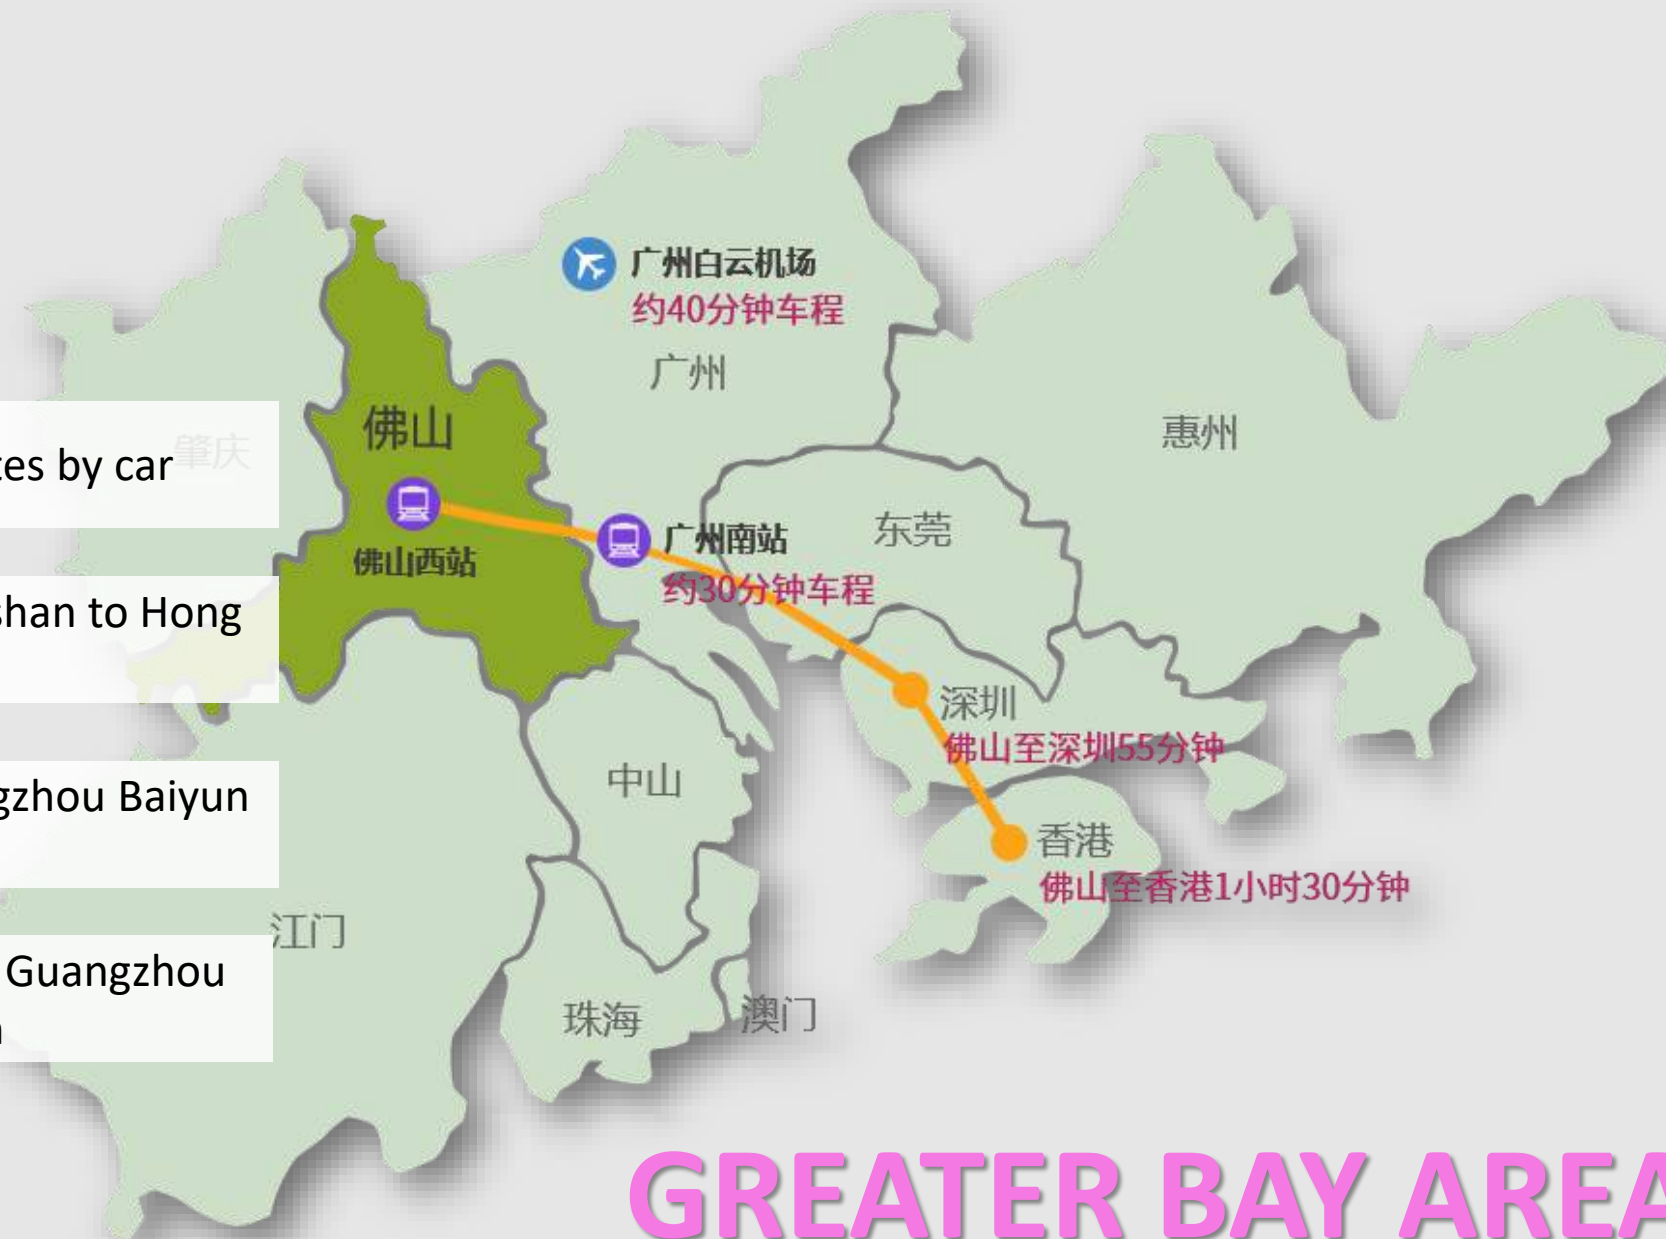 广州白云机场
约40分钟车程
广州
佛山
惠州
肇庆
tes by car
东莞
广州南站
佛山西站
约30分钟车程
shan to Hong
深圳
佛山至深圳55分钟
中山
gzhou Baiyun
香港
佛山至香港1小时30分钟
江门
Guangzhou
n
珠海
澳门
GREATER BAY AREA